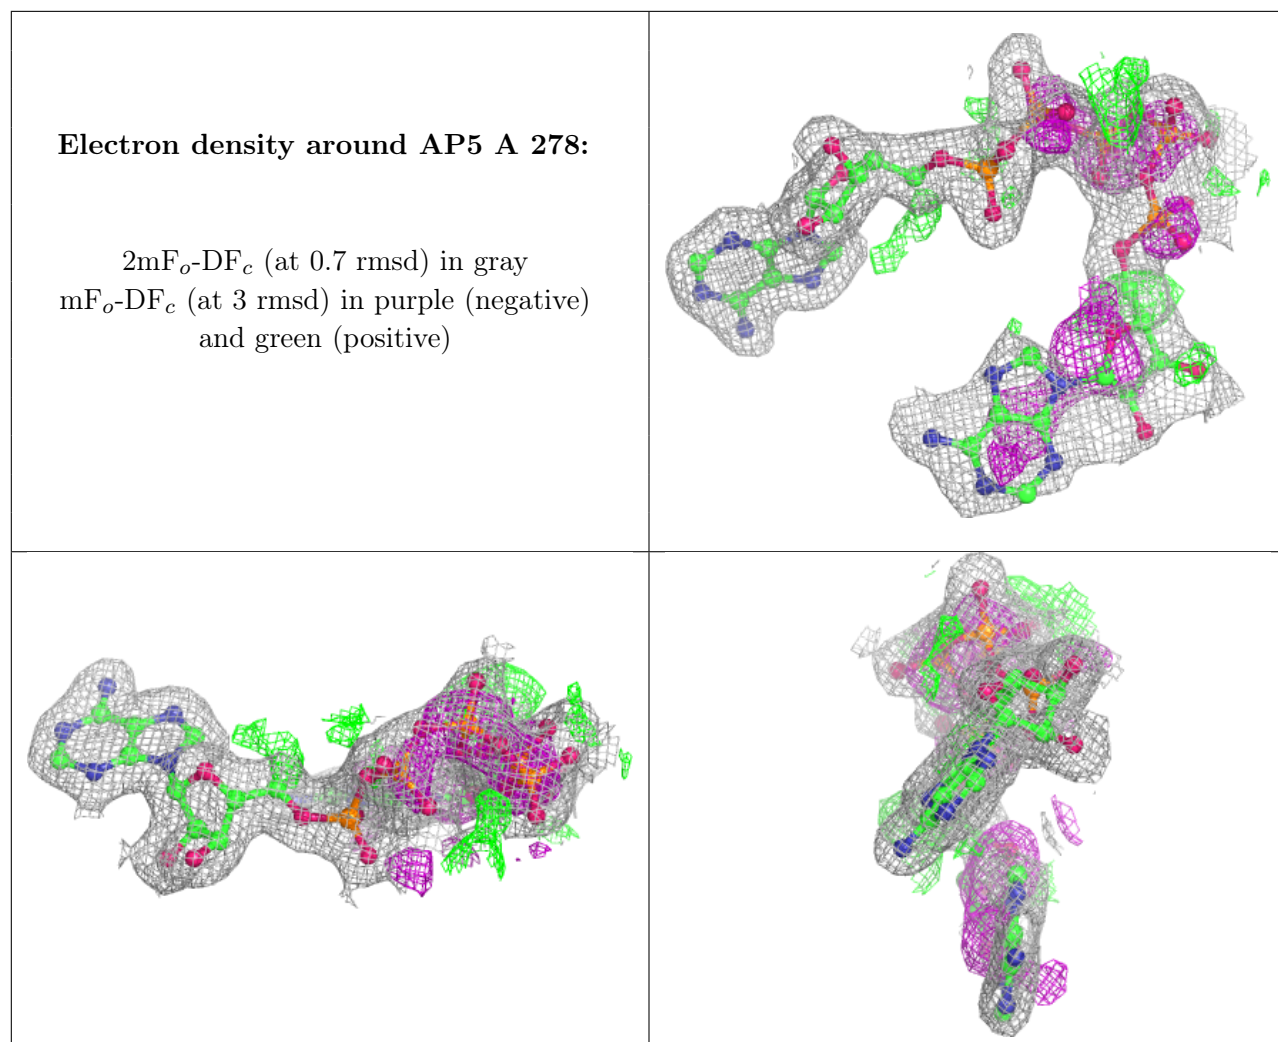 Electron density around AP5 A 278:
2mFo-DFc (at 0.7 rmsd) in gray
mFo-DFc (at 3 rmsd) in purple (negative)
and green (positive)